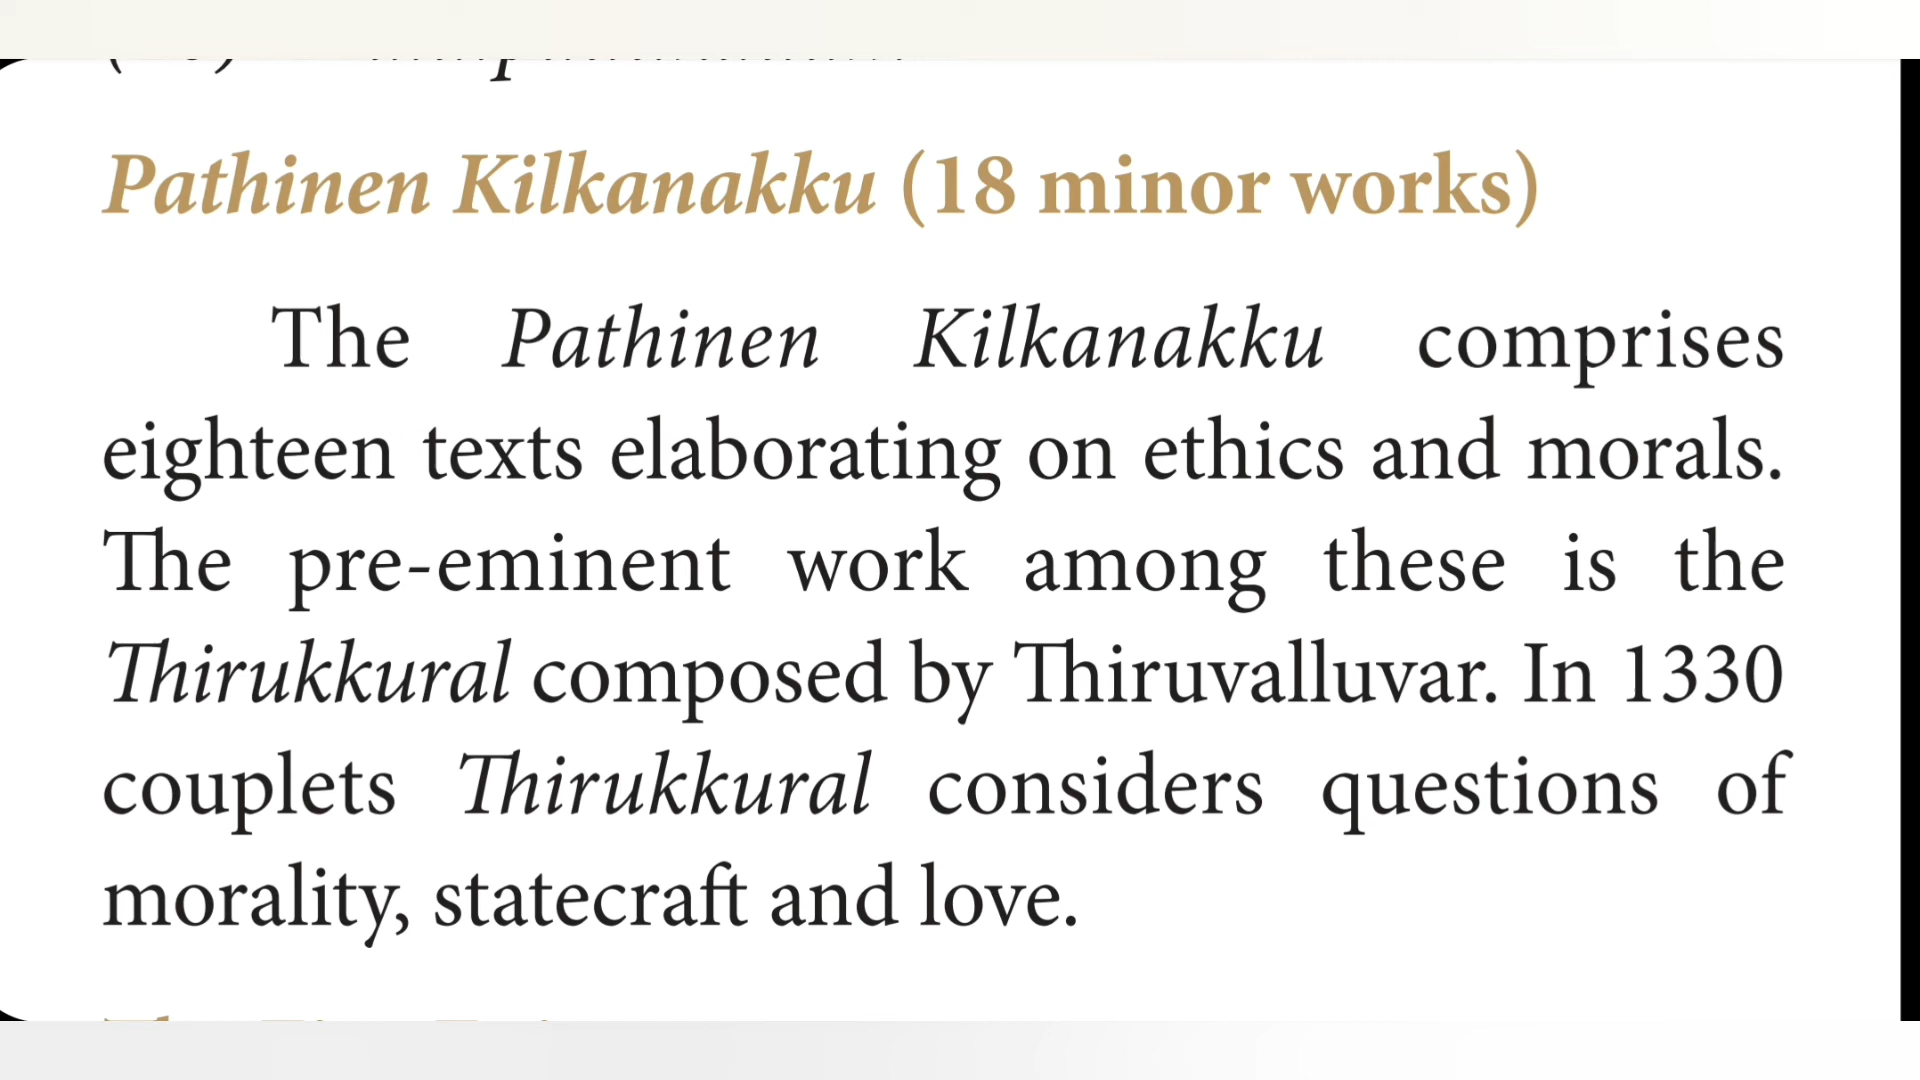 Pathinen Kilkanakku (18 minor works)
The Pathinen Kilkanakku comprises
eighteen texts elaborating on ethics and morals.
The pre-eminent work among these is the
Thirukkural composed by Thiruvalluvar. In 1330
couplets Thirukkural considers questions of
morality, statecraft and love.